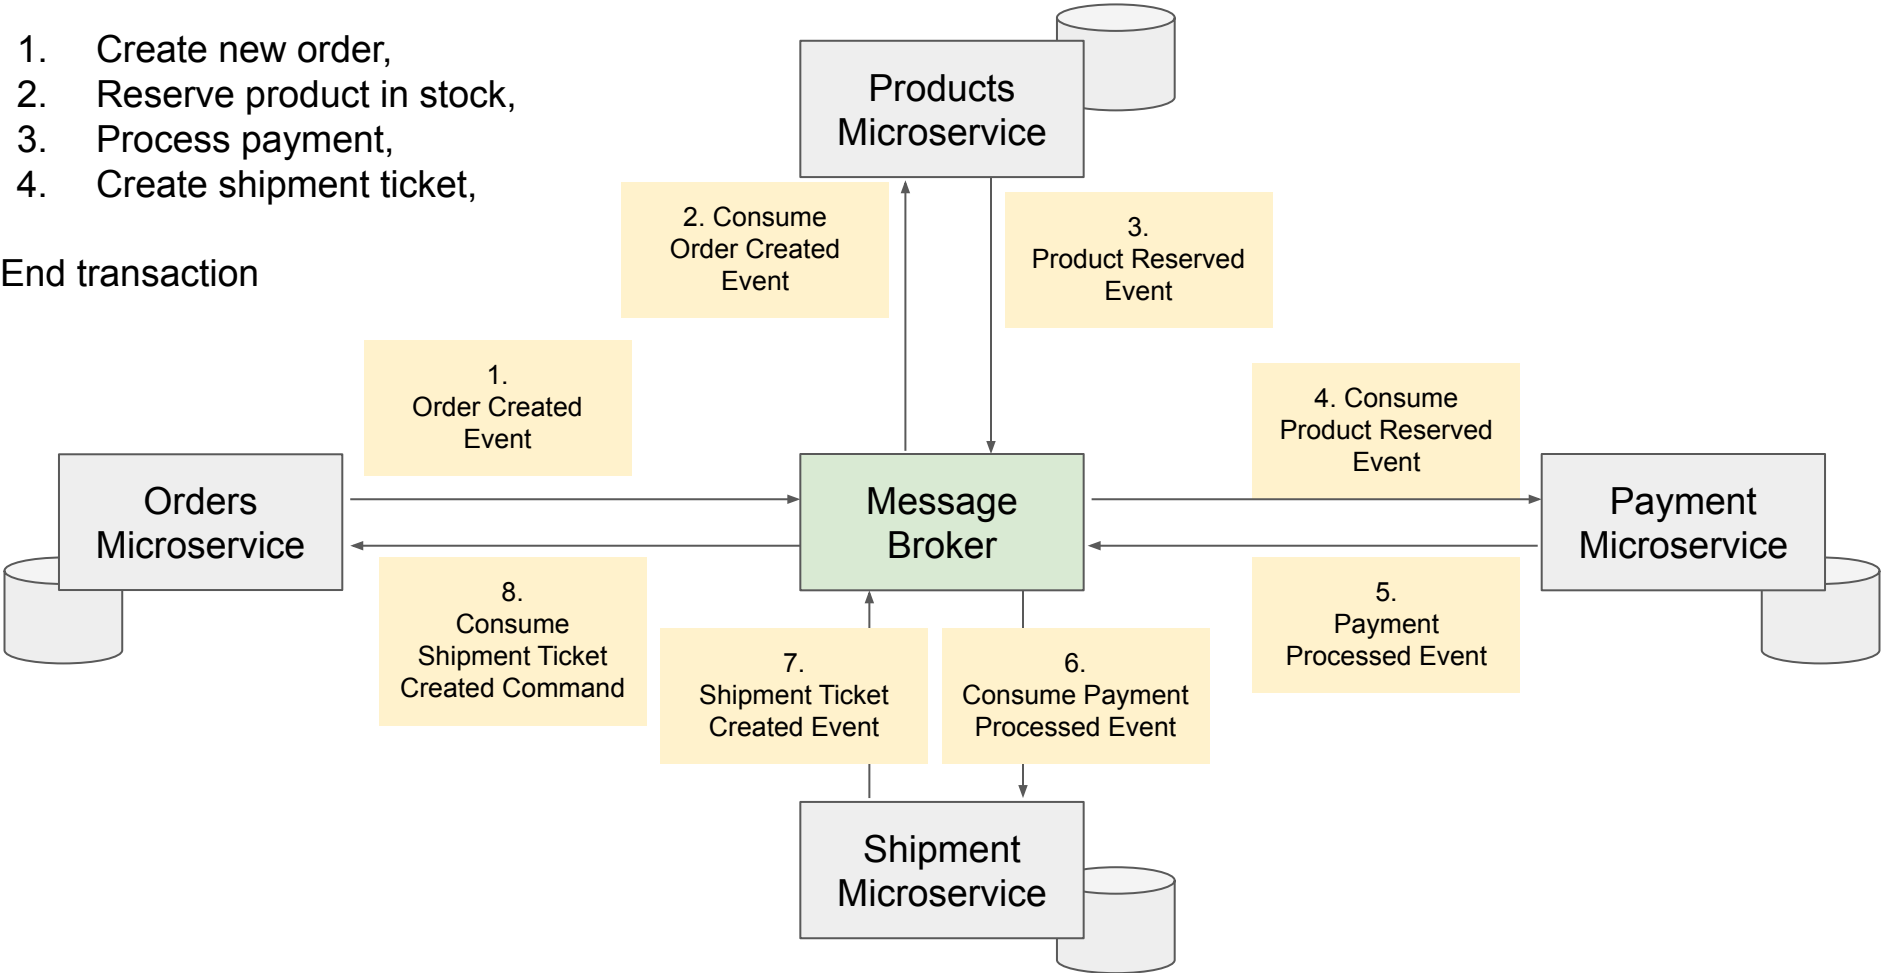 1. Create new order,
2. Reserve product in stock,
3. Process payment,
4. Create shipment ticket,
End transaction
Products
Microservice
2. Consume
Order Created
Event
3.
Product Reserved
Event
1.
Order Created
Event
4. Consume
Product Reserved
Event
Orders
Microservice
Message
Broker
Payment
Microservice
8.
Consume
Shipment Ticket
Created Command
7.
Shipment Ticket
Created Event
6.
Consume Payment
Processed Event
5.
Payment
Processed Event
Shipment
Microservice